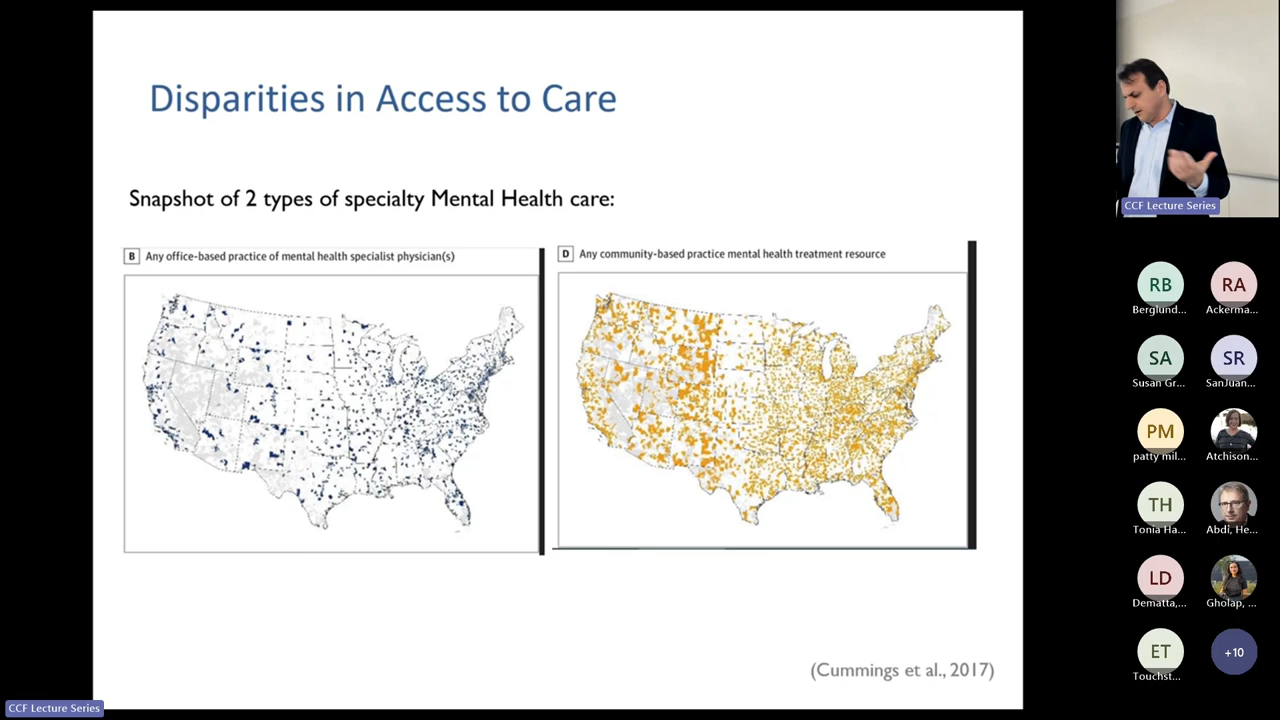 Disparities in Access to Care
Snapshot of 2 types of specialty Mental Health care:
B Any office-based practice of mental health specialist physician(s)
D Any community-based practice mental health treatment resource
(Cummings et al., 2017)
CCF Lecture Series
RB RA
Berglund... Ackerma...
SA SR
Susan Gr... SanJuan...
PM
patty mil... Atchison...
TH
Tonia Ha... Abdi, He...
LD
Dematta,... Gholap, ...
ET +10
Touchst...
CCF Lecture Series